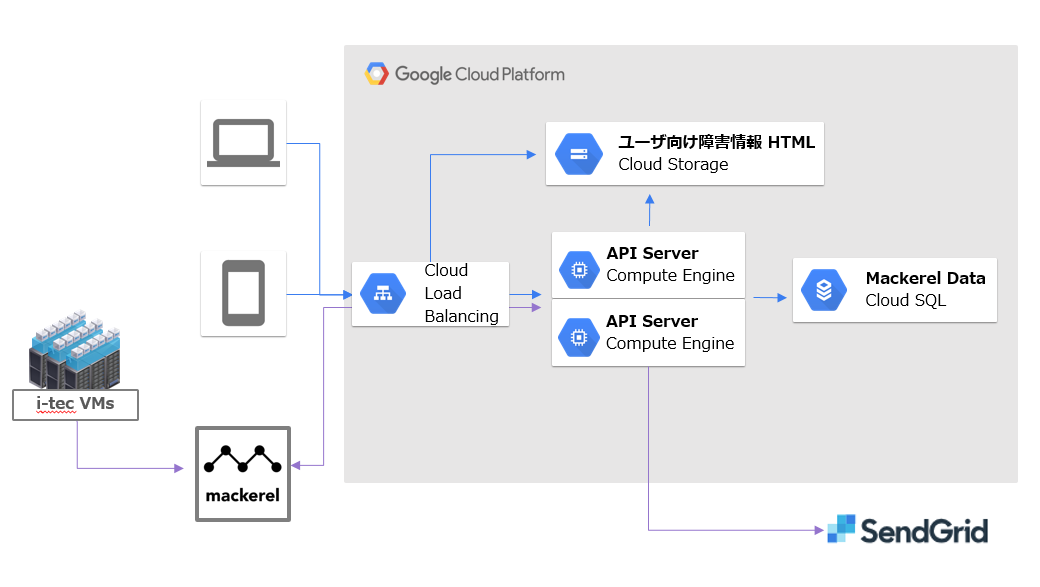 Google Cloud Platform
ユーザ向け障害情報 HTML
Cloud Storage
Cloud
Load
Balancing
API Server
Compute Engine
API Server
Compute Engine
Mackerel Data
Cloud SQL
i-tec VMs
mackerel
SendGrid